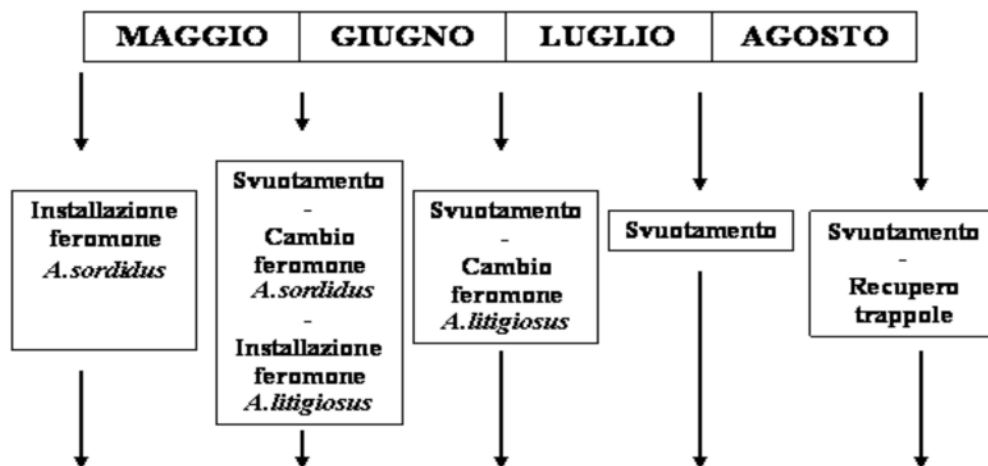 MAGGIO GIUGNO LUGLIO AGOSTO
Installazione
feromone
A.sordidus
Svuotamento
-
Cambio
feromone
A.sordidus
-
Installazione
feromone
A.litigiosus
Svuotamento
-
Cambio
feromone
A.litigiosus
Svuotamento
Svuotamento
-
Recupero
trappole